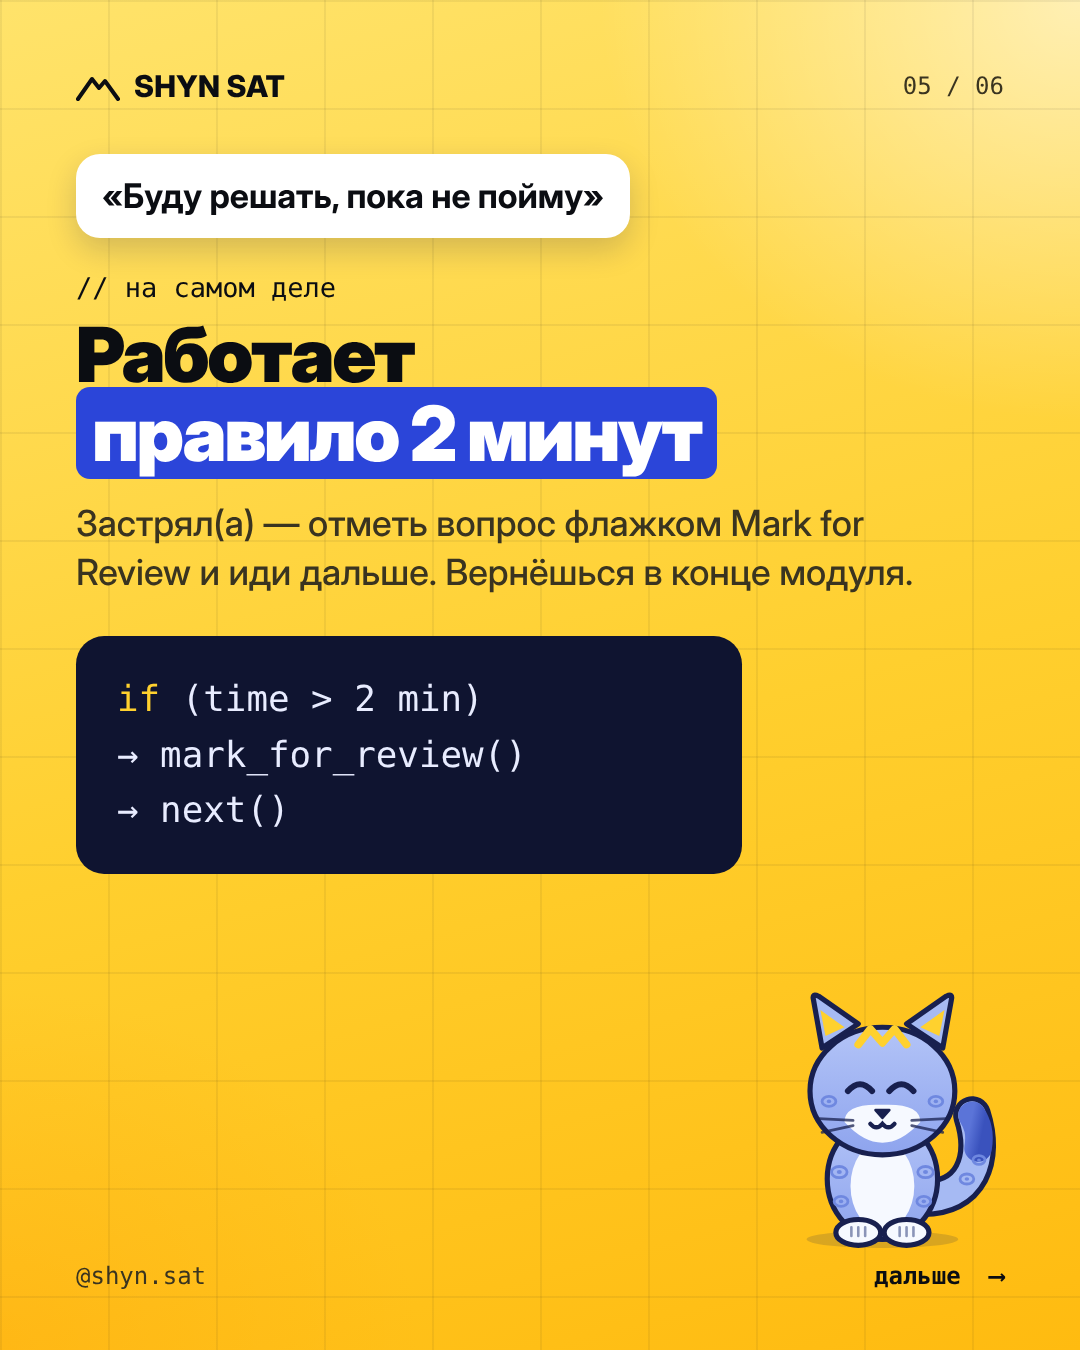 SHYN SAT
05 / 06
«Буду решать, пока не пойму»
// на самом деле
Работает
правило 2 минут
Застрял(а) — отметь вопрос флажком Mark for
Review и иди дальше. Вернёшься в конце модуля.
if (time > 2 min)
→ mark_for_review()
→ next()
@shyn.sat
дальше →